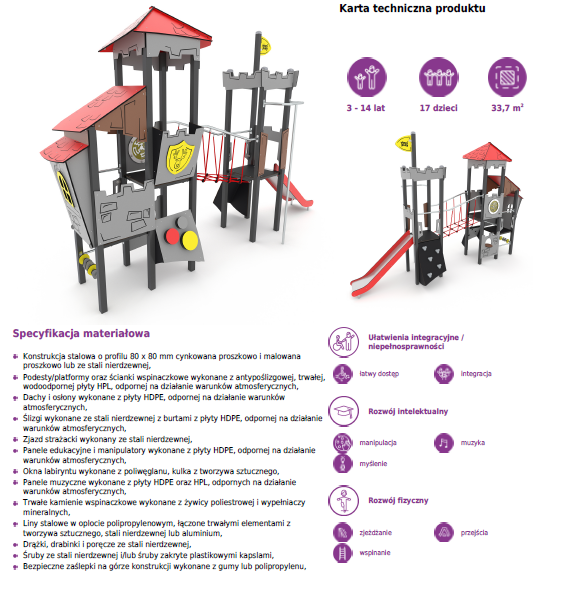 Karta techniczna produktu
3 - 14 lat
17 dzieci
33,7 m²
Specyfikacja materiałowa
Konstrukcja stalowa o profilu 80 x 80 mm cynkowana proszkowo i malowana
proszkowo lub ze stali nierdzewnej,
Podesty/platformy oraz ścianki wspinaczkowe wykonane z antypoślizgowej, trwałej,
wodoodpornej płyty HPL, odpornej na działanie warunków atmosferycznych,
Dachy i osłony wykonane z płyty HDPE, odpornej na działanie warunków
atmosferycznych,
Ślizgi wykonane ze stali nierdzewnej z burtami z płyty HDPE, odpornej na działanie
warunków atmosferycznych,
Zjazd strażacki wykonany ze stali nierdzewnej,
Panele edukacyjne i manipulatory wykonane z płyty HDPE, odpornej na działanie
warunków atmosferycznych,
Okna labiryntu wykonane z poliwęglanu, kulka z tworzywa sztucznego,
Panele muzyczne wykonane z płyty HDPE oraz HPL, odpornych na działanie
warunków atmosferycznych,
Trwałe kamienie wspinaczkowe wykonane z żywicy poliestrowej i wypełniaczy
mineralnych,
Liny stalowe w oplocie polipropylenowym, łączone trwałymi elementami z
tworzywa sztucznego, stali nierdzewnej lub aluminium,
Drążki, drabinki i poręcze ze stali nierdzewnej,
Śruby ze stali nierdzewnej i/lub śruby zakryte plastikowymi kapslami,
Bezpieczne zaślepki na górze konstrukcji wykonane z gumy lub polipropylenu,
Ułatwienia integracyjne /
niepełnosprawności
łatwy dostęp
integracja
Rozwój intelektualny
manipulacja
muzyka
myślenie
Rozwój fizyczny
zjeżdżanie
przejścia
wspinanie